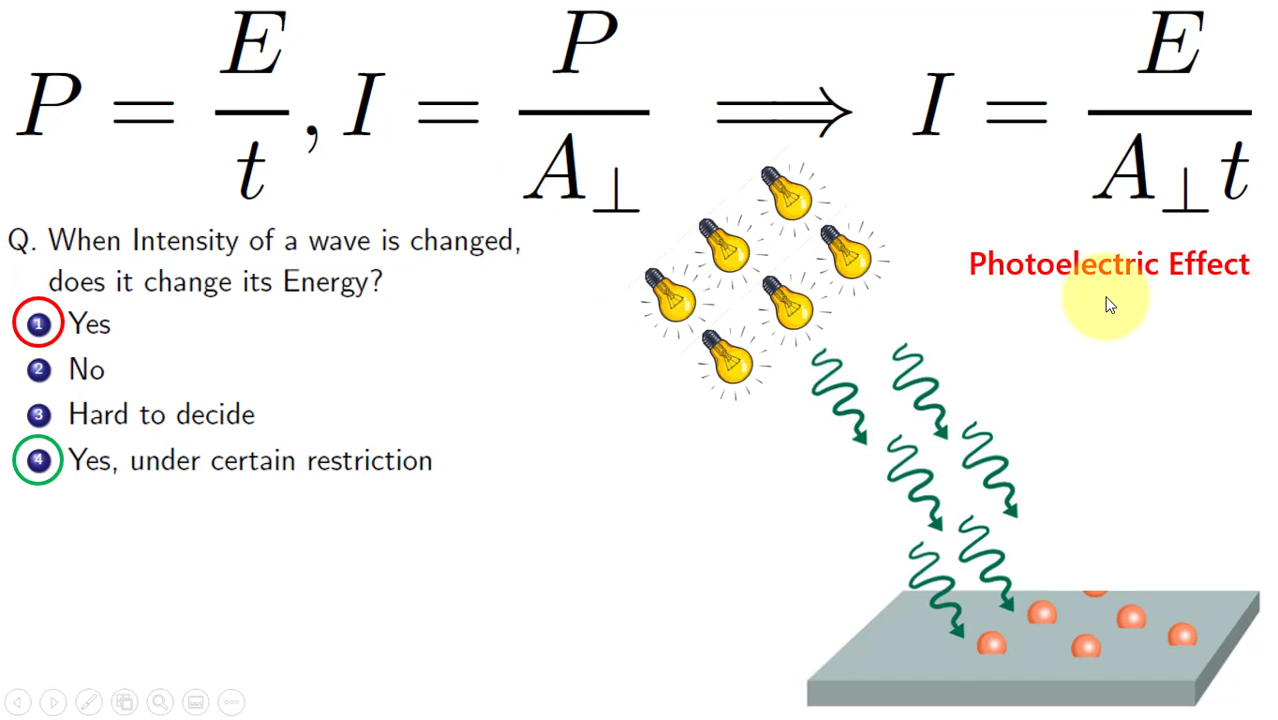 P = E/t, I = P/A⊥ ⟹ I = E/(A⊥ t)
Q. When Intensity of a wave is changed,
does it change its Energy?
1 Yes
2 No
3 Hard to decide
4 Yes, under certain restriction
Photoelectric Effect